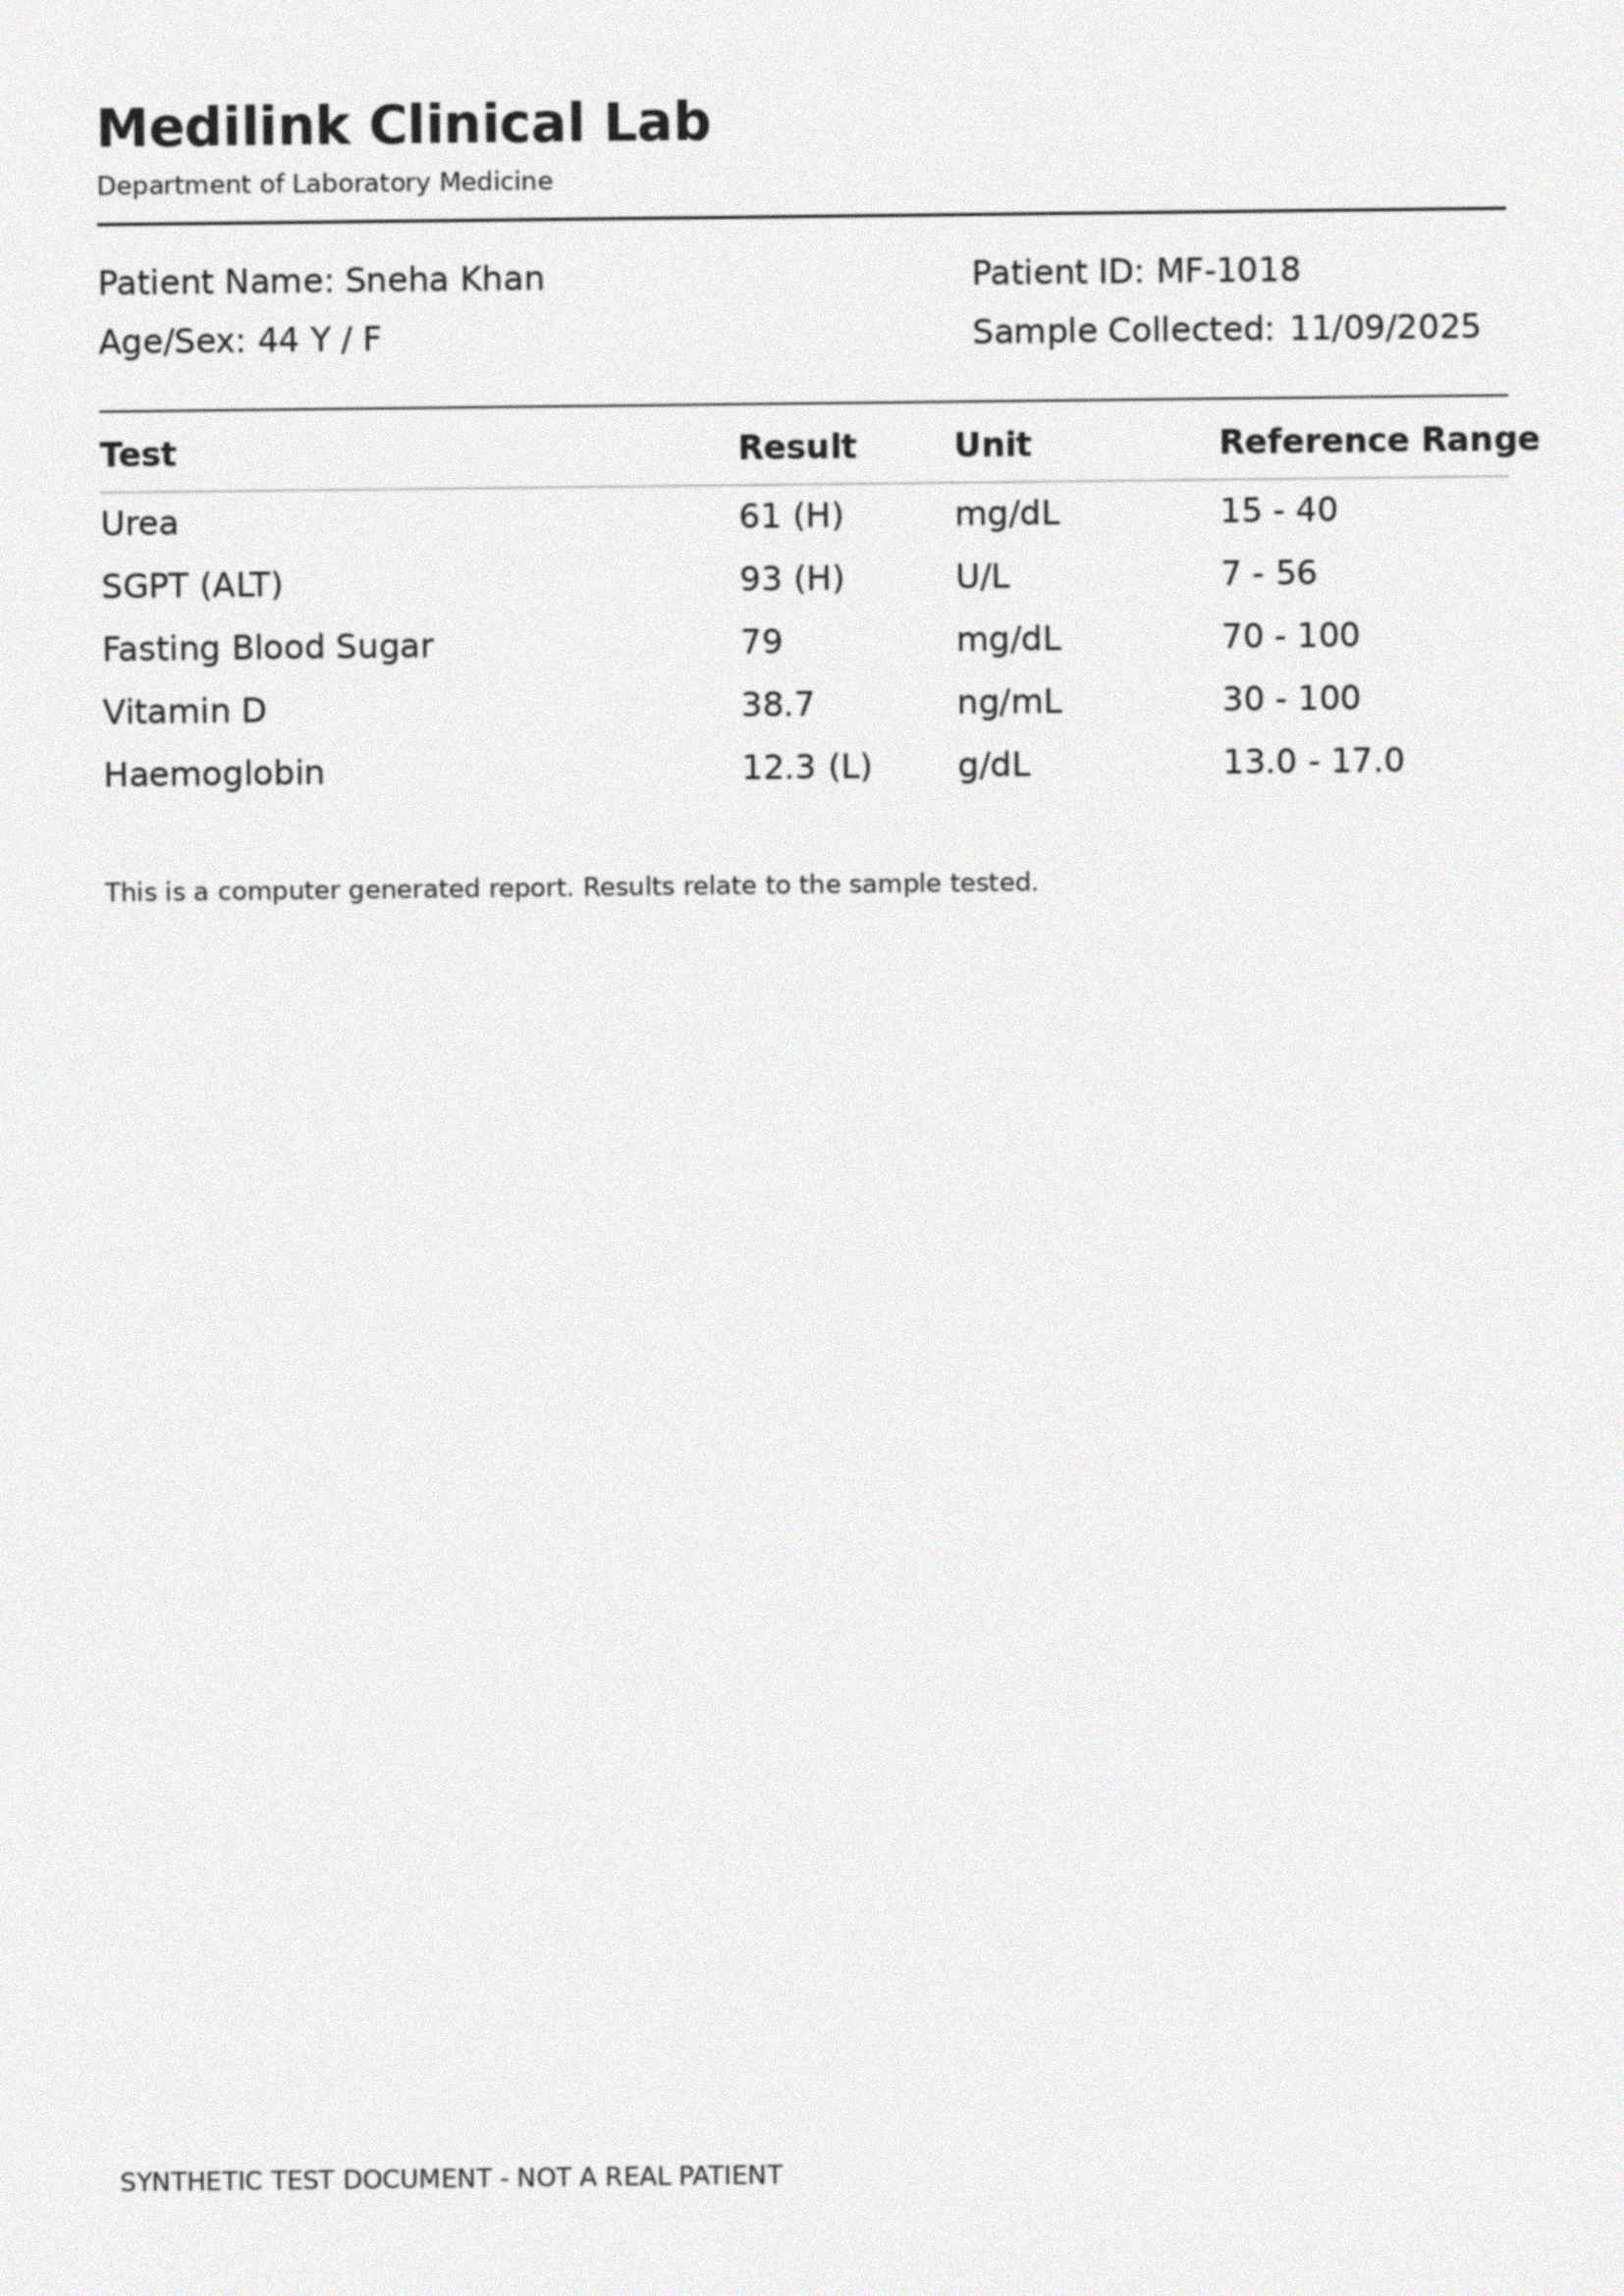 Medilink Clinical Lab
Department of Laboratory Medicine
Patient Name: Sneha Khan Patient ID: MF-1018
Age/Sex: 44 Y / F Sample Collected: 11/09/2025
Test Result Unit Reference Range
Urea 61 (H) mg/dL 15 - 40
SGPT (ALT) 93 (H) U/L 7 - 56
Fasting Blood Sugar 79 mg/dL 70 - 100
Vitamin D 38.7 ng/mL 30 - 100
Haemoglobin 12.3 (L) g/dL 13.0 - 17.0
This is a computer generated report. Results relate to the sample tested.
SYNTHETIC TEST DOCUMENT - NOT A REAL PATIENT